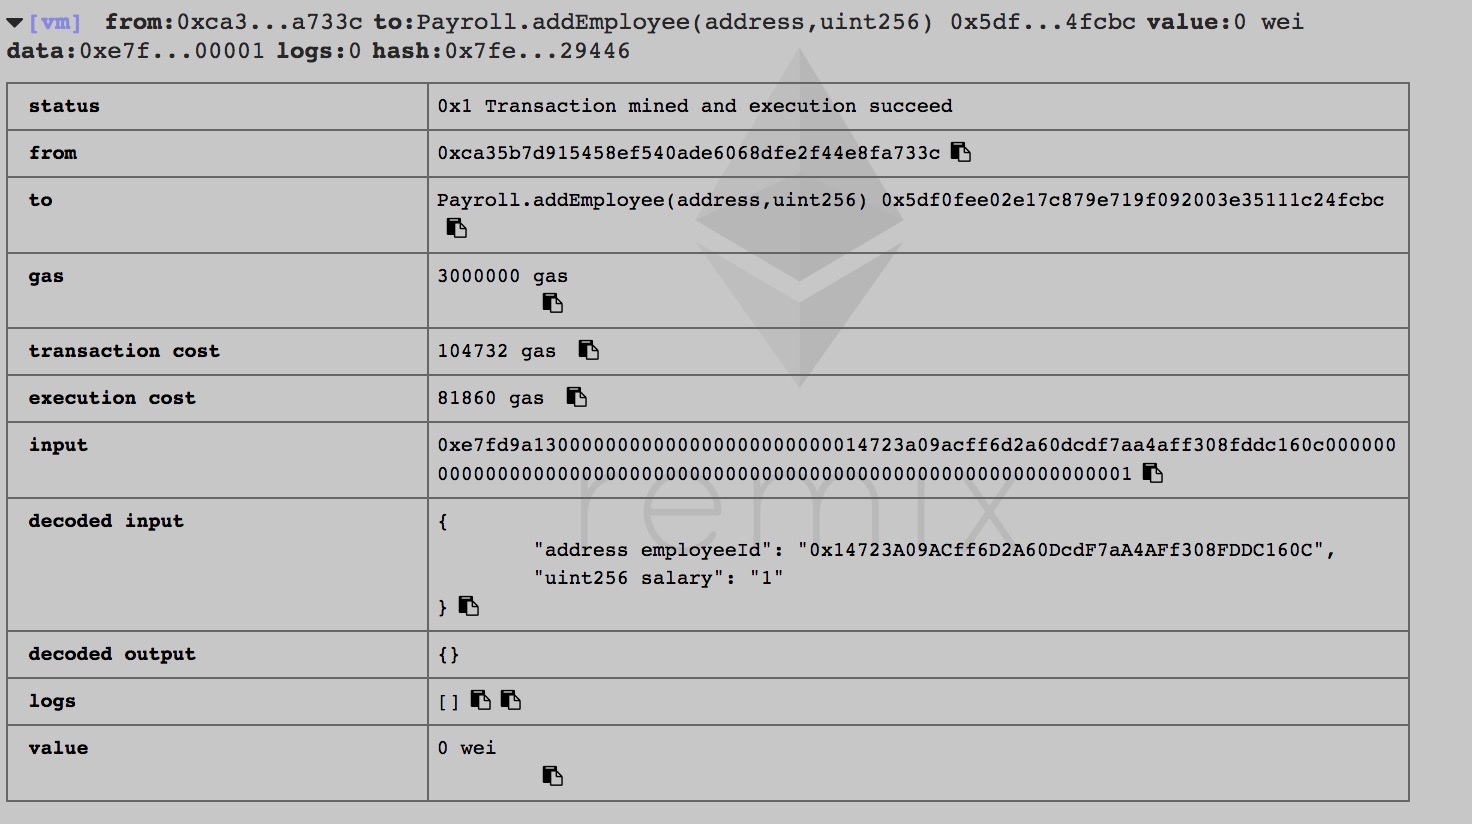 [vm] from:0xca3...a733c to:Payroll.addEmployee(address,uint256) 0x5df...4fcbc value:0 wei
data:0xe7f...00001 logs:0 hash:0x7fe...29446
status 0x1 Transaction mined and execution succeed
from 0xca35b7d915458ef540ade6068dfe2f44e8fa733c
to Payroll.addEmployee(address,uint256) 0x5df0fee02e17c879e719f092003e35111c24fcbc
gas 3000000 gas
transaction cost 104732 gas
execution cost 81860 gas
input 0xe7fd9a1300000000000000000000000014723a09acff6d2a60dcdf7aa4aff308fddc160c000000
0000000000000000000000000000000000000000000000000000000001
decoded input {
"address employeeId": "0x14723A09ACff6D2A60DcdF7aA4AFf308FDDC160C",
"uint256 salary": "1"
}
decoded output {}
logs []
value 0 wei
remix